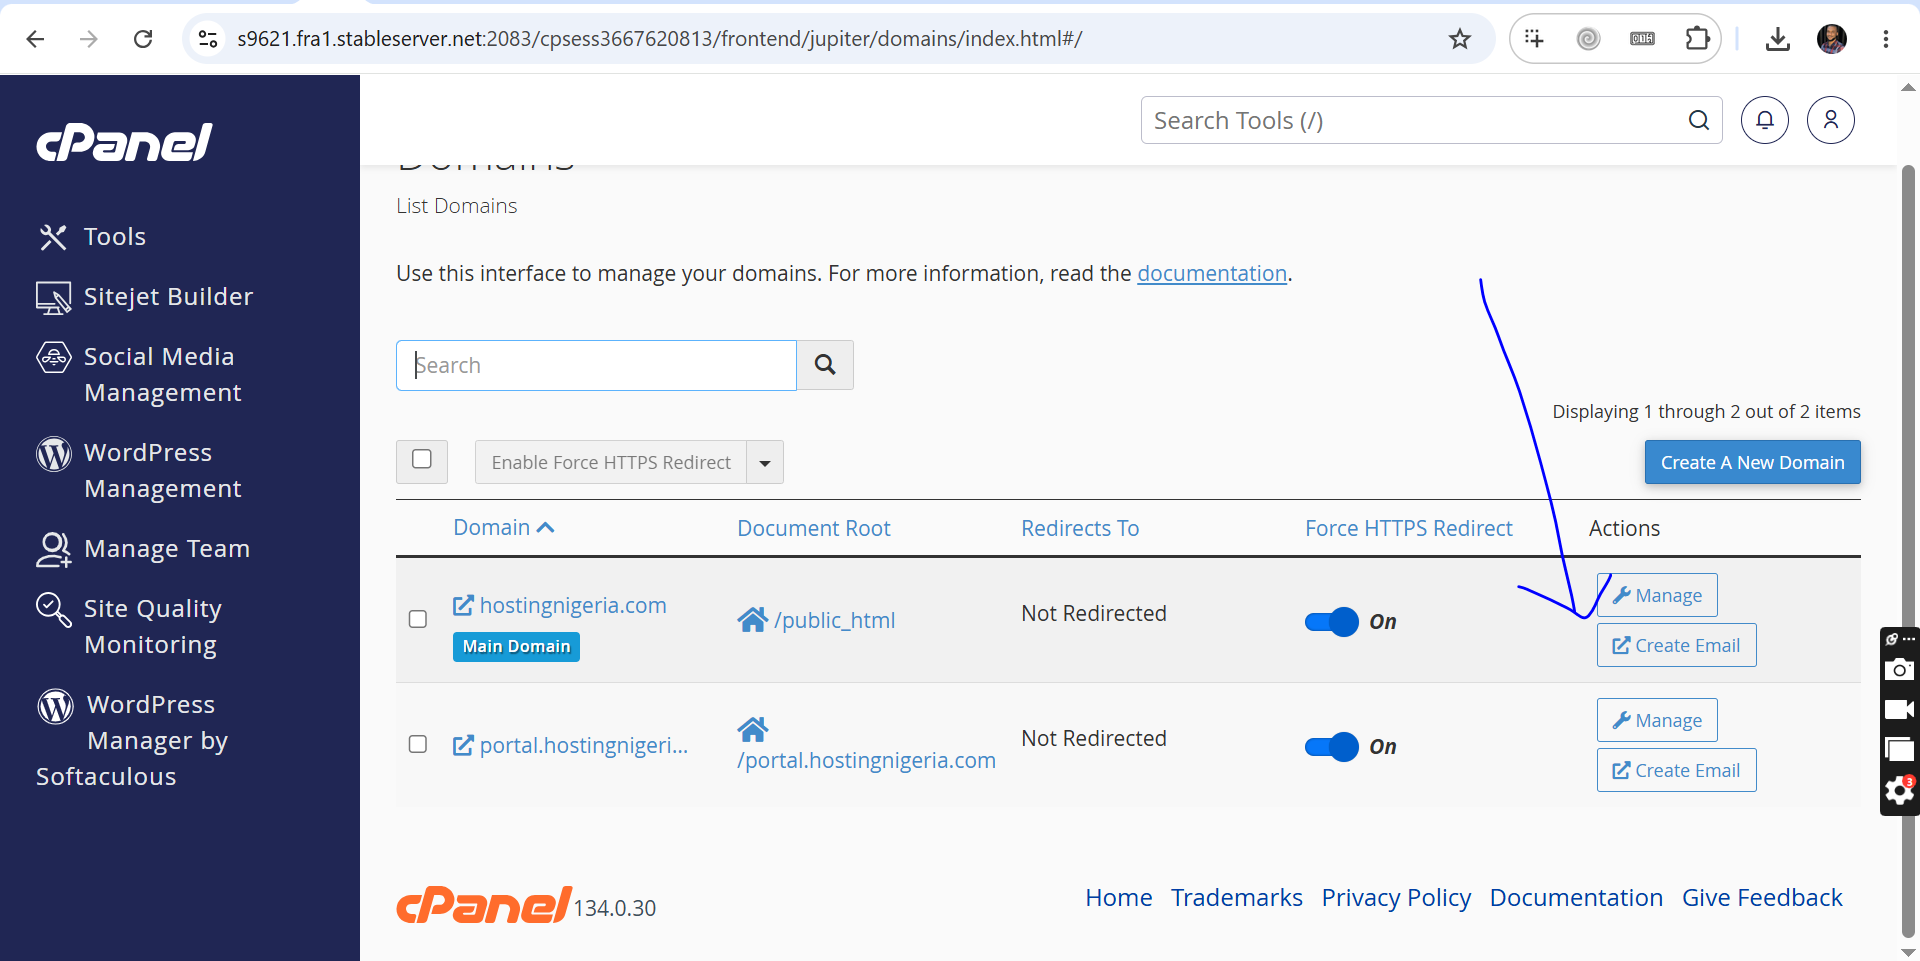 s9621.fra1.stableserver.net:2083/cpsess3667620813/frontend/jupiter/domains/index.html#/
cPanel
Search Tools (/)
Tools
Sitejet Builder
Social Media
Management
WordPress
Management
Manage Team
Site Quality
Monitoring
WordPress
Manager by
Softaculous
Domains
List Domains
Use this interface to manage your domains. For more information, read the documentation.
Search
Displaying 1 through 2 out of 2 items
Enable Force HTTPS Redirect
Create A New Domain
Domain Document Root Redirects To Force HTTPS Redirect Actions
hostingnigeria.com
Main Domain
/public_html
Not Redirected
On
Manage
Create Email
portal.hostingnigeri...
/portal.hostingnigeria.com
Not Redirected
On
Manage
Create Email
3
cPanel 134.0.30
Home Trademarks Privacy Policy Documentation Give Feedback